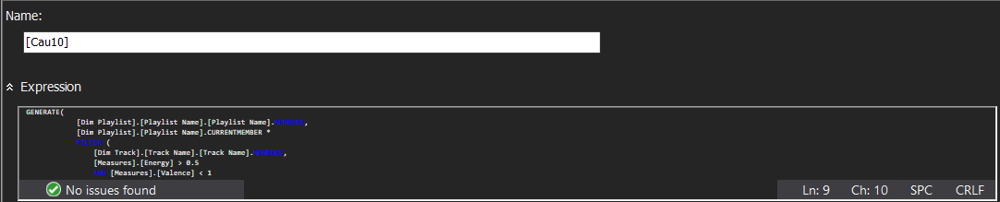 Name:
[Cau10]
Expression
GENERATE(
[Dim Playlist].[Playlist Name].[Playlist Name].MEMBERS,
[Dim Playlist].[Playlist Name].CURRENTMEMBER *
FILTER (
[Dim Track].[Track Name].[Track Name].MEMBERS,
[Measures].[Energy] > 0.5
AND [Measures].[Valence] < 1
No issues found
Ln: 9 Ch: 10 SPC CRLF